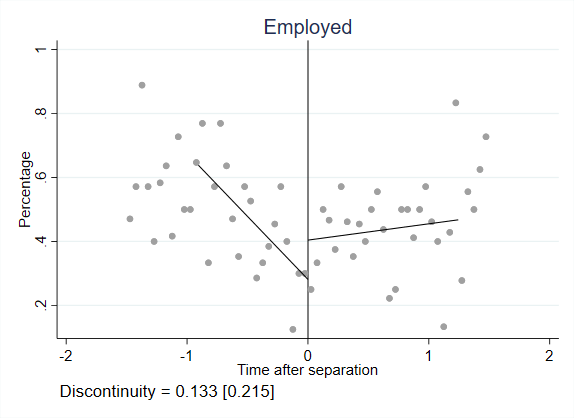 Employed
Percentage
1
.8
.6
.4
.2
-2 -1 0 1 2
Time after separation
Discontinuity = 0.133 [0.215]